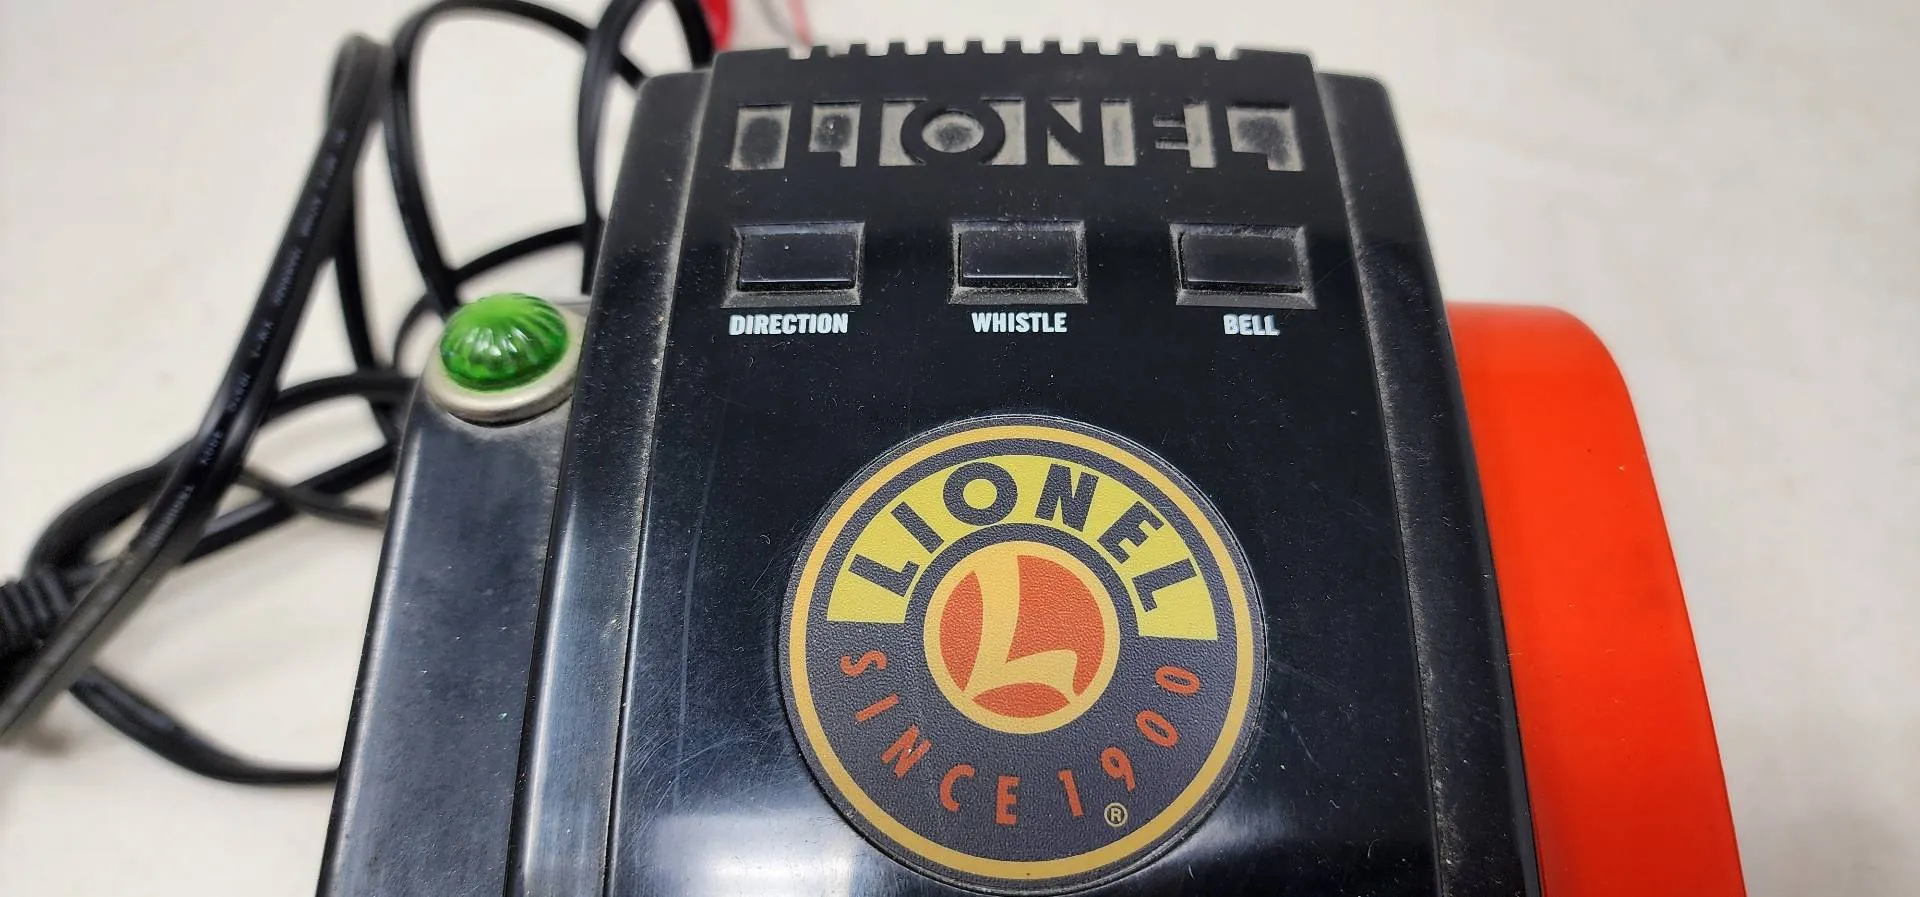 LIONEL
DIRECTION WHISTLE BELL
LIONEL
L
SINCE 1900
®